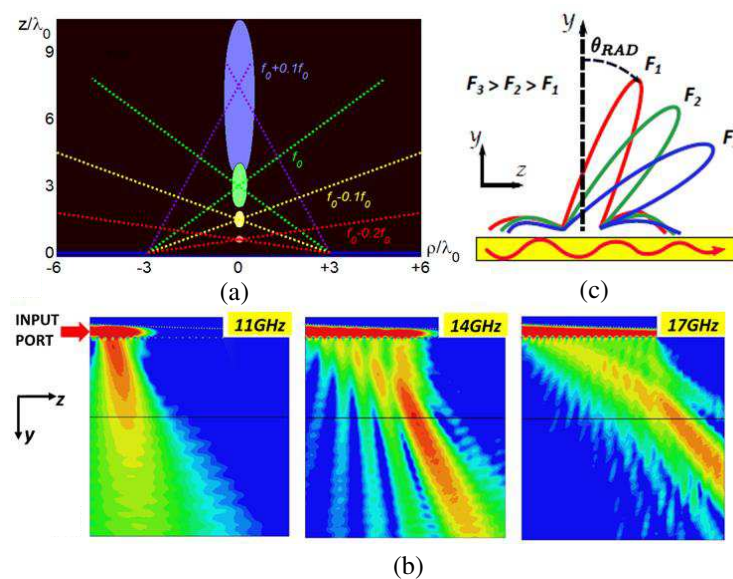 z/λ₀
9
6
3
0
-6
-3
0
+3
+6
ρ/λ₀
f₀+0.1f₀
f₀
f₀-0.1f₀
f₀-0.2f₀
(a)
y
θRAD
F₁
F₃ > F₂ > F₁
F₂
y
z
(c)
INPUT
PORT
11GHz
14GHz
17GHz
z
y
(b)